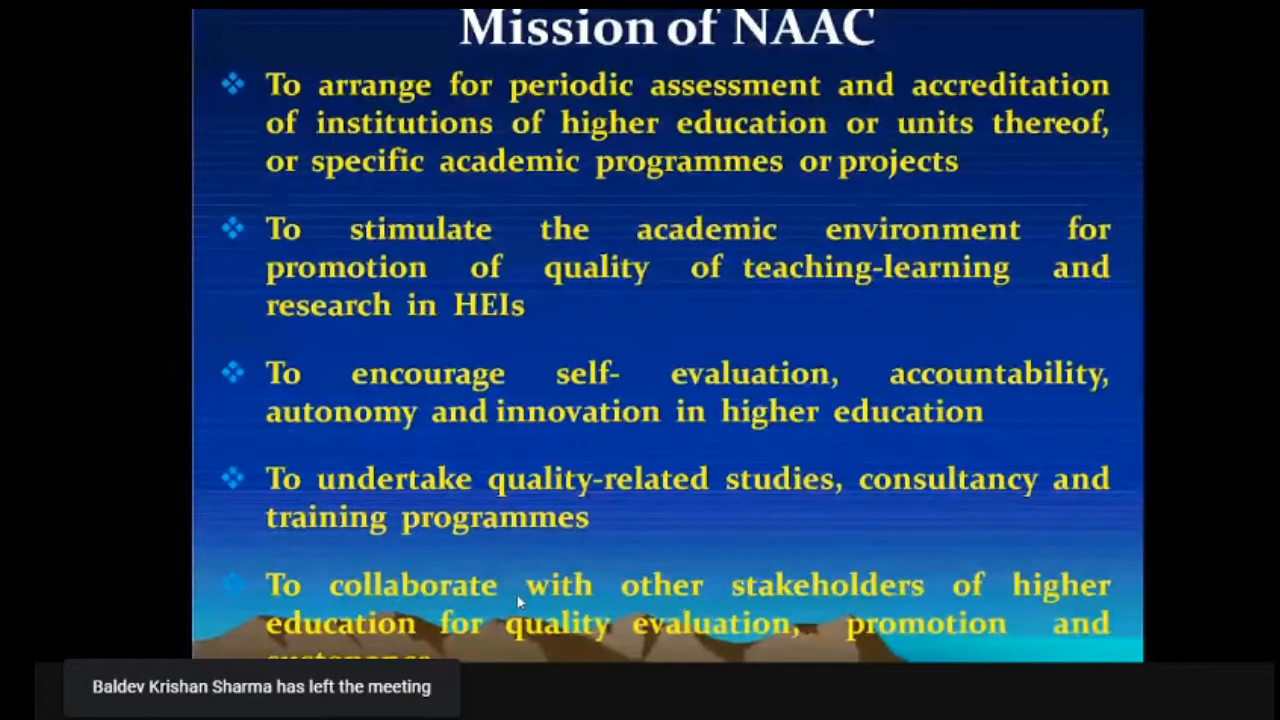 Mission of NAAC
To arrange for periodic assessment and accreditation
of institutions of higher education or units thereof,
or specific academic programmes or projects
To stimulate the academic environment for
promotion of quality of teaching-learning and
research in HEIs
To encourage self- evaluation, accountability,
autonomy and innovation in higher education
To undertake quality-related studies, consultancy and
training programmes
To collaborate with other stakeholders of higher
education for quality evaluation, promotion and
Baldev Krishan Sharma has left the meeting